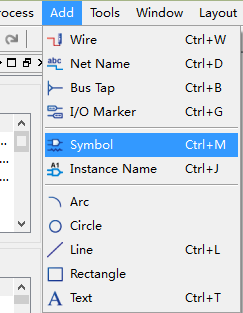 rocess Add Tools Window Layout
Wire Ctrl+W
abc Net Name Ctrl+D
Bus Tap Ctrl+B
I/O Marker Ctrl+G
Symbol Ctrl+M
A1 Instance Name Ctrl+J
Arc
Circle
Line Ctrl+L
Rectangle
A Text Ctrl+T